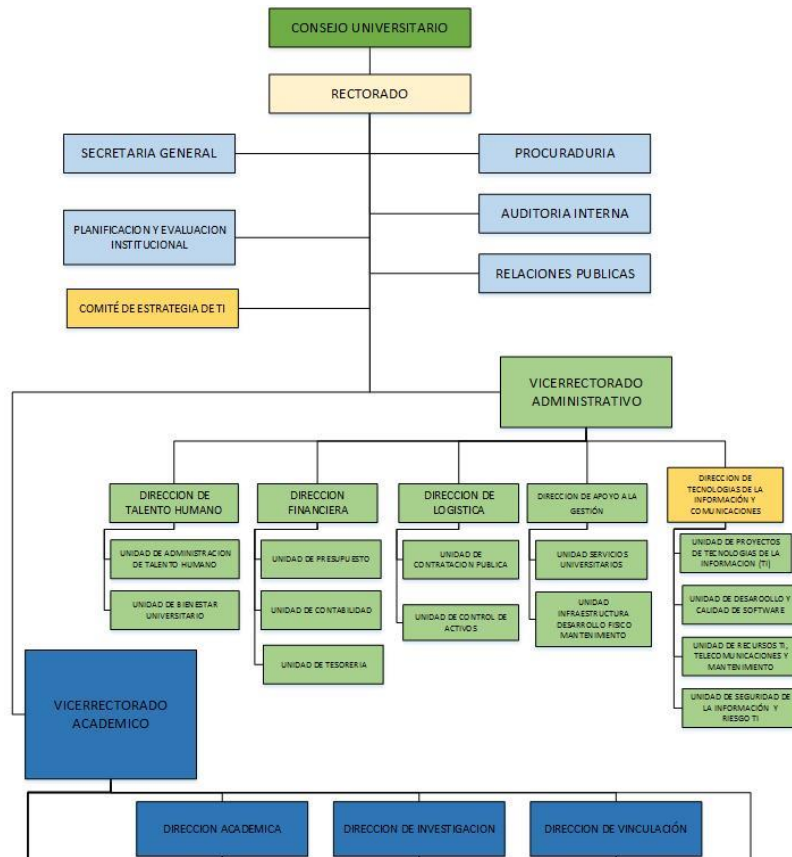 CONSEJO UNIVERSITARIO
RECTORADO
SECRETARIA GENERAL
PROCURADURIA
AUDITORIA INTERNA
PLANIFICACION Y EVALUACION
INSTITUCIONAL
RELACIONES PUBLICAS
COMITÉ DE ESTRATEGIA DE TI
VICERRECTORADO
ADMINISTRATIVO
DIRECCION DE
TALENTO HUMANO
DIRECCION
FINANCIERA
DIRECCION DE
LOGISTICA
DIRECCION DE APOYO A LA
GESTIÓN
DIRECCION DE
TECNOLOGIAS DE LA
INFORMACIÓN Y
COMUNICACIONES
UNIDAD DE ADMINISTRACION
DE TALENTO HUMANO
UNIDAD DE BIENESTAR
UNIVERSITARIO
UNIDAD DE PRESUPUESTO
UNIDAD DE CONTABILIDAD
UNIDAD DE TESORERIA
UNIDAD DE
CONTRATACION PUBLICA
UNIDAD DE CONTROL DE
ACTIVOS
UNIDAD SERVICIOS
UNIVERSITARIOS
UNIDAD
INFRAESTRUCTURA
DESARROLLO FISICO
MANTENIMIENTO
UNIDAD DE PROYECTOS
DE TECNOLOGIAS DE LA
INFORMACION (TI)
UNIDAD DE DESAROOLLO Y
CALIDAD DE SOFTWARE
UNIDAD DE RECURSOS TI,
TELECOMUNICACIONES Y
MANTENIMIENTO
UNIDAD DE SEGURIDAD DE
LA INFORMACIÓN Y
RIESGO TI
VICERRECTORADO
ACADEMICO
DIRECCION ACADEMICA
DIRECCION DE INVESTIGACION
DIRECCION DE VINCULACIÓN